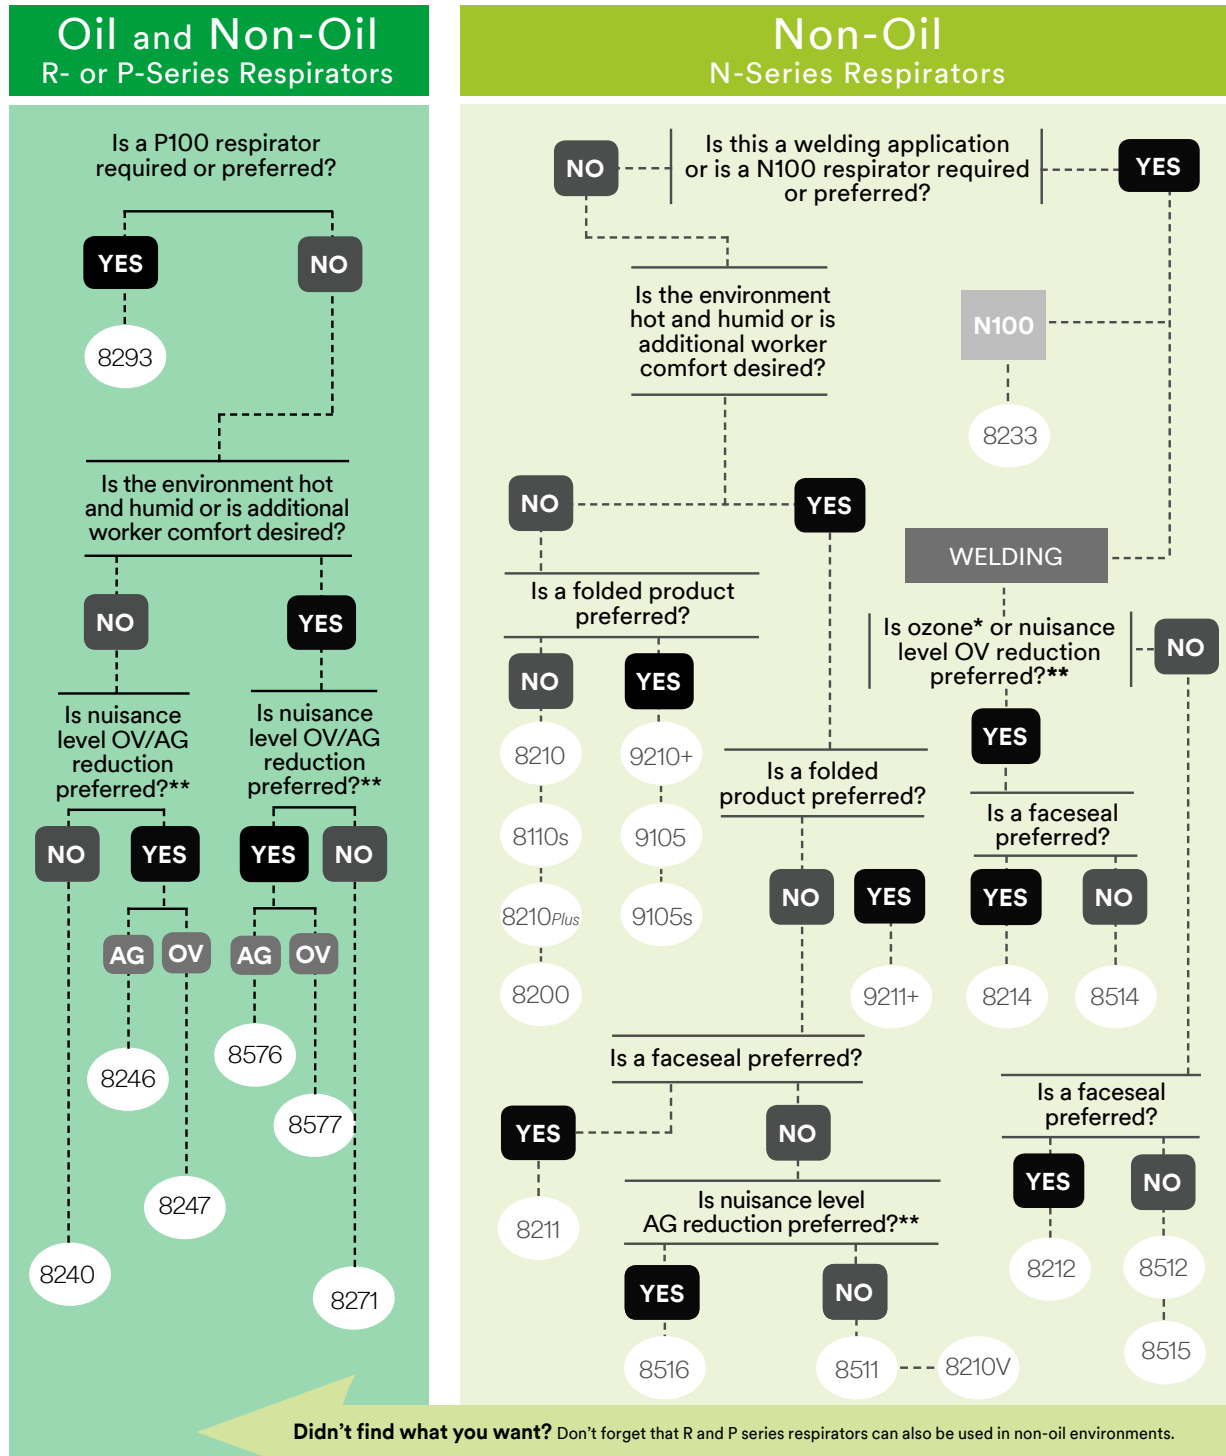 Oil and Non-Oil
R- or P-Series Respirators
Is a P100 respirator
required or preferred?
YES
NO
8293
Is the environment hot
and humid or is additional
worker comfort desired?
NO
YES
Is nuisance
level OV/AG
reduction
preferred?**
Is nuisance
level OV/AG
reduction
preferred?**
NO
YES
YES
NO
AG
OV
AG
OV
8576
8246
8577
8247
8240
8271
Non-Oil
N-Series Respirators
NO
Is this a welding application
or is a N100 respirator required
or preferred?
YES
Is the environment
hot and humid or is
additional worker
comfort desired?
N100
8233
NO
YES
WELDING
Is a folded product
preferred?
NO
YES
8210
9210+
8110s
9105
8210Plus
9105s
8200
Is ozone* or nuisance
level OV reduction
preferred?**
NO
YES
Is a folded
product preferred?
NO
YES
9211+
Is a faceseal
preferred?
YES
NO
8214
8514
Is a faceseal preferred?
YES
NO
8211
Is a faceseal
preferred?
YES
NO
8212
8512
8515
Is nuisance level
AG reduction preferred?**
YES
NO
8516
8511
8210V
Didn't find what you want? Don't forget that R and P series respirators can also be used in non-oil environments.